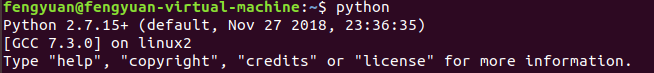 fengyuan@fengyuan-virtual-machine:~$ python
Python 2.7.15+ (default, Nov 27 2018, 23:36:35)
[GCC 7.3.0] on linux2
Type "help", "copyright", "credits" or "license" for more information.